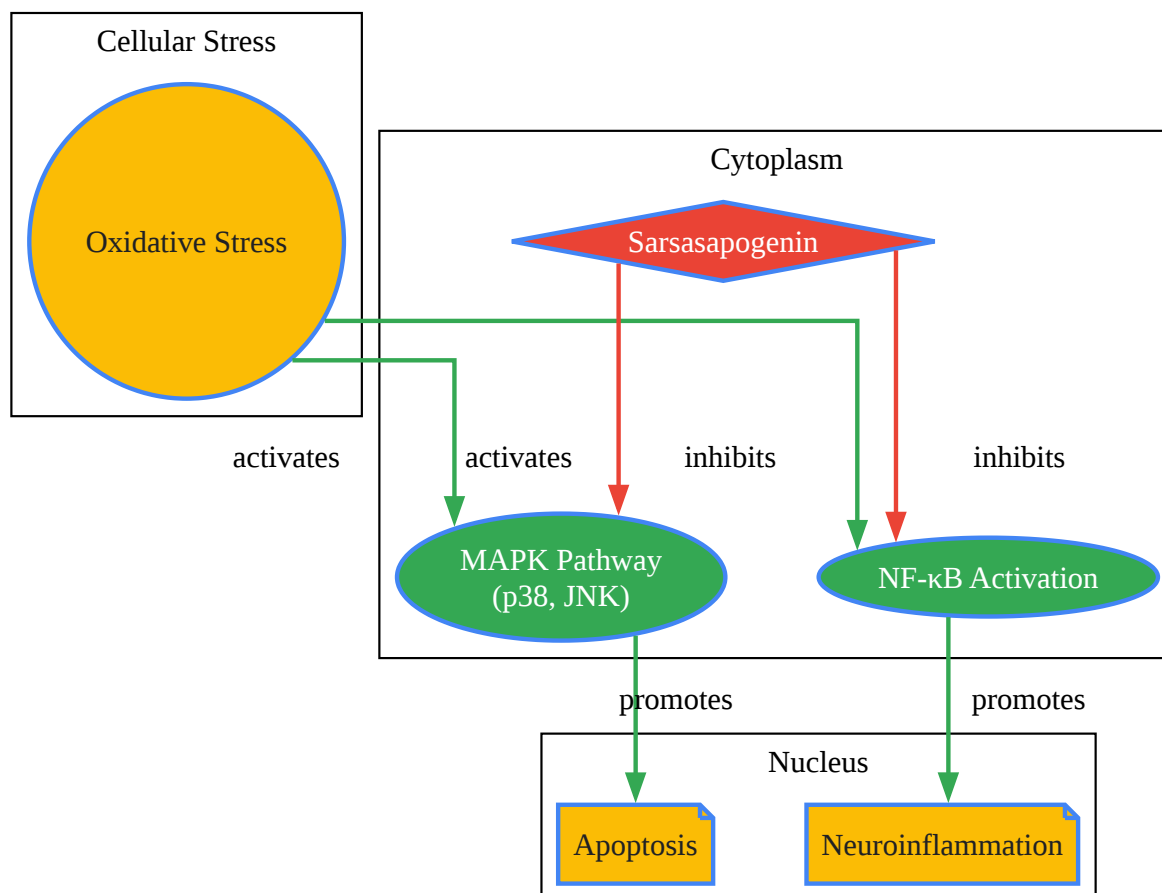 Cellular Stress
Oxidative Stress
Cytoplasm
Sarsasapogenin
activates
activates
inhibits
inhibits
MAPK Pathway
(p38, JNK)
NF-κB Activation
promotes
promotes
Nucleus
Apoptosis
Neuroinflammation